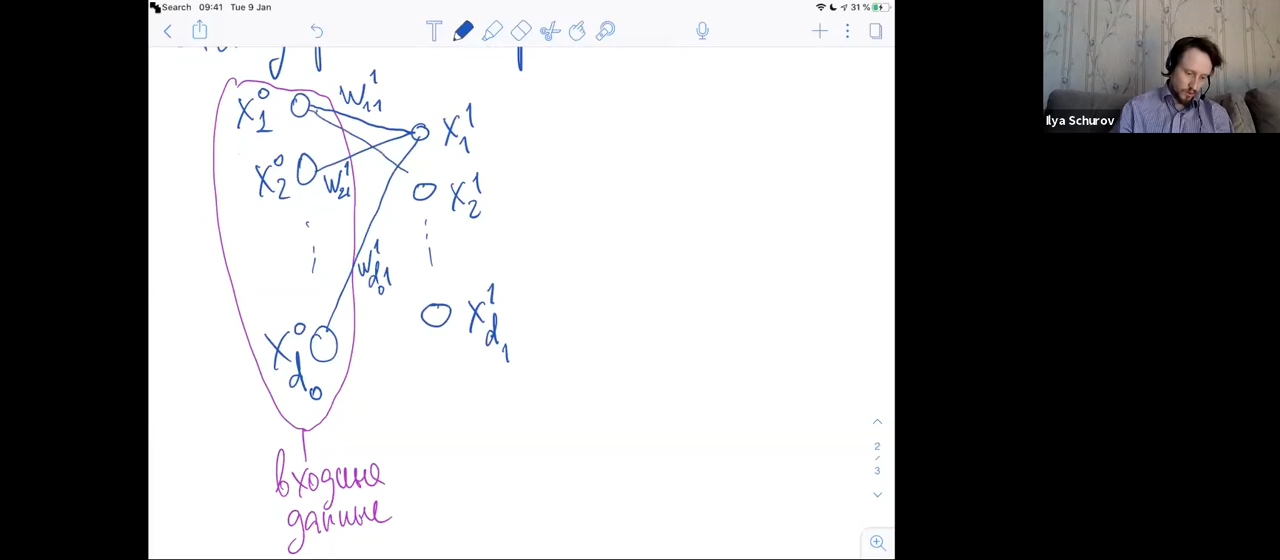 Search 09:41 Tue 9 Jan 31 %
Ilya Schurov
T
x₁⁰ w₁₁¹ x₁¹
x₂⁰ w₂₁¹ x₂¹
w_{d₀1}¹
x_{d₀}⁰ x_{d₁}¹
2
3
входные
данные